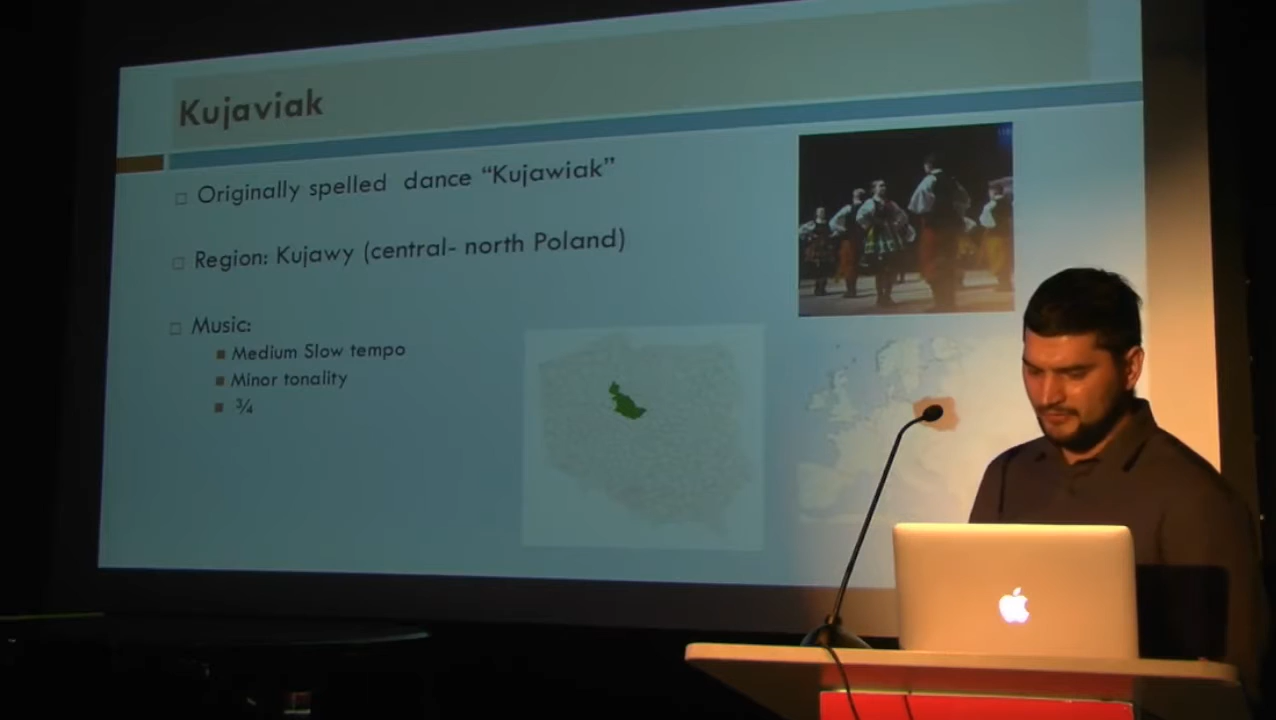 Kujaviak
Originally spelled dance “Kujawiak”
Region: Kujawy (central- north Poland)
Music:
Medium Slow tempo
Minor tonality
¾